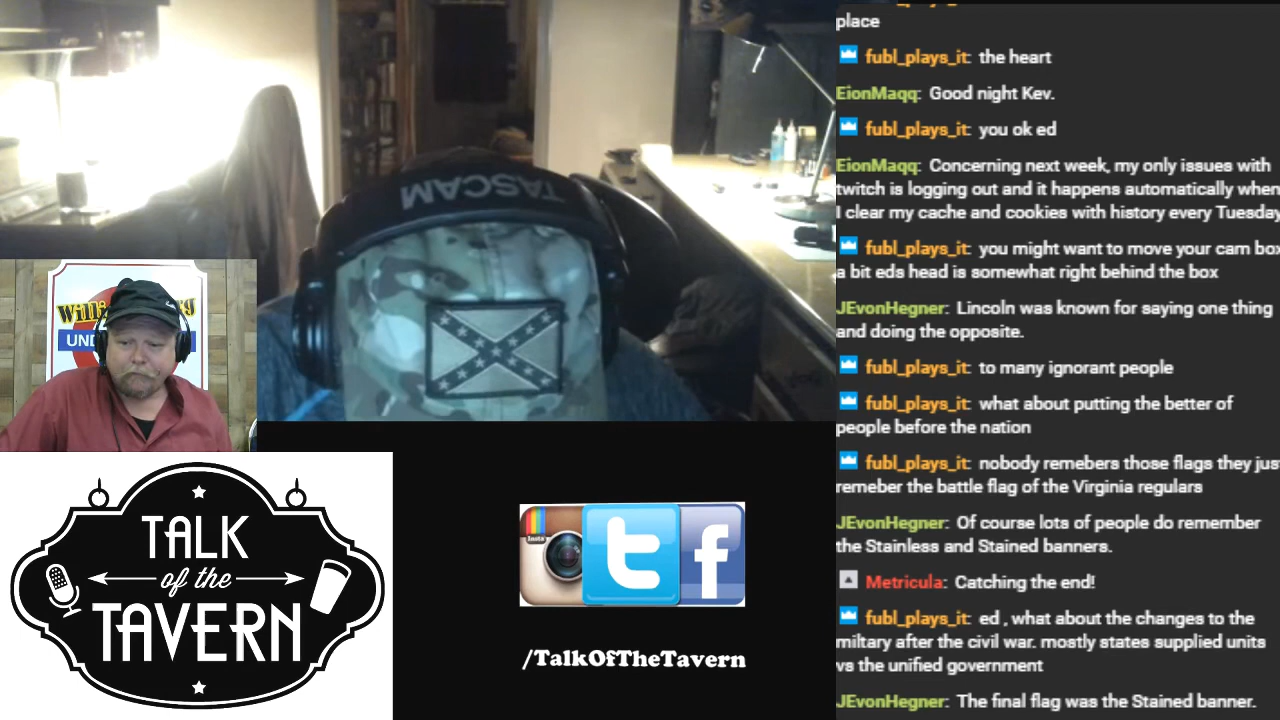 place
fubl_plays_it: the heart
EionMaqq: Good night Kev.
fubl_plays_it: you ok ed
EionMaqq: Concerning next week, my only issues with
twitch is logging out and it happens automatically when
I clear my cache and cookies with history every Tuesday
fubl_plays_it: you might want to move your cam box
a bit eds head is somewhat right behind the box
JEvonHegner: Lincoln was known for saying one thing
and doing the opposite.
fubl_plays_it: to many ignorant people
fubl_plays_it: what about putting the better of
people before the nation
fubl_plays_it: nobody remebers those flags they just
remeber the battle flag of the Virginia regulars
JEvonHegner: Of course lots of people do remember
the Stainless and Stained banners.
Metricula: Catching the end!
fubl_plays_it: ed , what about the changes to the
miltary after the civil war. mostly states supplied units
vs the unified government
JEvonHegner: The final flag was the Stained banner.
TASCAM
TASCAM
Willi
UND
TALK
of the
TAVERN
Insta
t
f
/TalkOfTheTavern